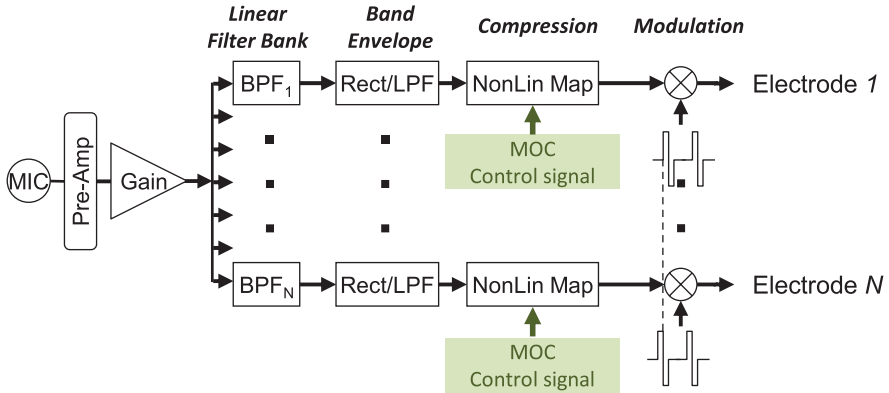 Linear
Filter Bank
Band
Envelope
Compression
Modulation
MIC
Pre-Amp
Gain
BPF1
Rect/LPF
NonLin Map
Electrode 1
MOC
Control signal
BPFN
Rect/LPF
NonLin Map
Electrode N
MOC
Control signal